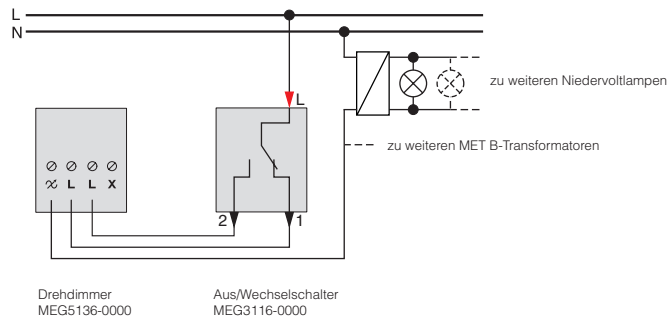 L
N
L
zu weiteren Niedervoltlampen
zu weiteren MET B-Transformatoren
L L X
2 1
Drehdimmer
MEG5136-0000
Aus/Wechselschalter
MEG3116-0000